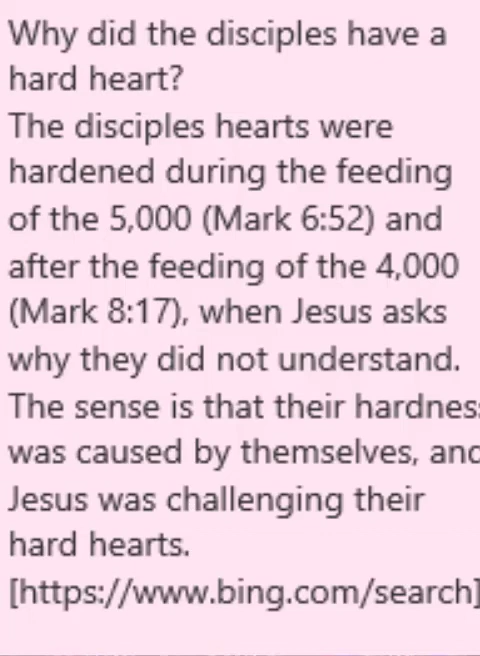 Why did the disciples have a
hard heart?
The disciples hearts were
hardened during the feeding
of the 5,000 (Mark 6:52) and
after the feeding of the 4,000
(Mark 8:17), when Jesus asks
why they did not understand.
The sense is that their hardnes
was caused by themselves, and
Jesus was challenging their
hard hearts.
[https://www.bing.com/search]